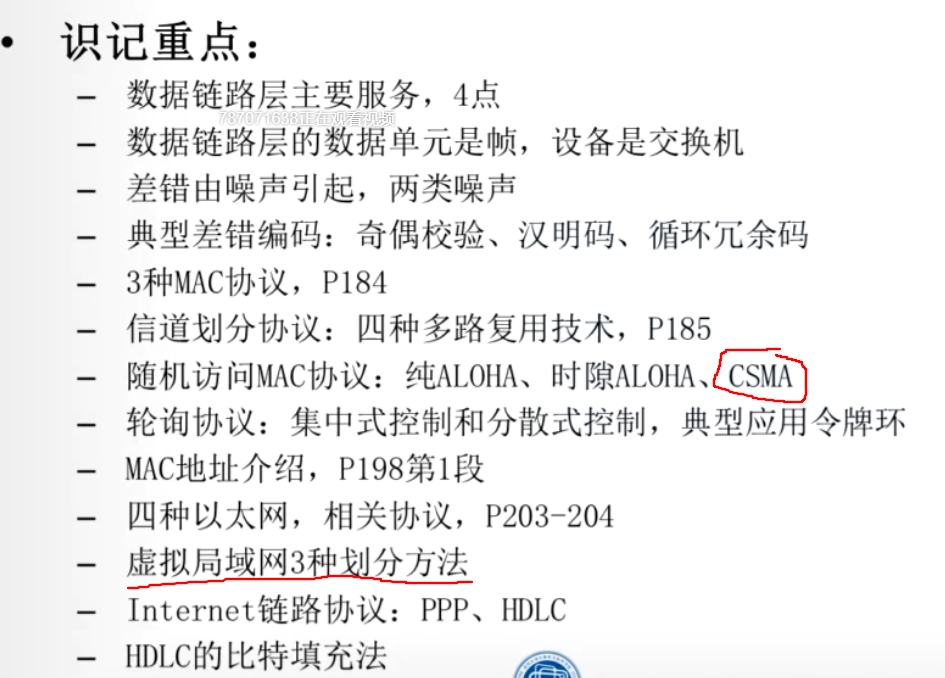 • 识记重点：
– 数据链路层主要服务，4点
787071638正在观看视频
– 数据链路层的数据单元是帧，设备是交换机
– 差错由噪声引起，两类噪声
– 典型差错编码：奇偶校验、汉明码、循环冗余码
– 3种MAC协议，P184
– 信道划分协议：四种多路复用技术，P185
– 随机访问MAC协议：纯ALOHA、时隙ALOHA、CSMA
– 轮询协议：集中式控制和分散式控制，典型应用令牌环
– MAC地址介绍，P198第1段
– 四种以太网，相关协议，P203-204
– 虚拟局域网3种划分方法
– Internet链路协议：PPP、HDLC
– HDLC的比特填充法